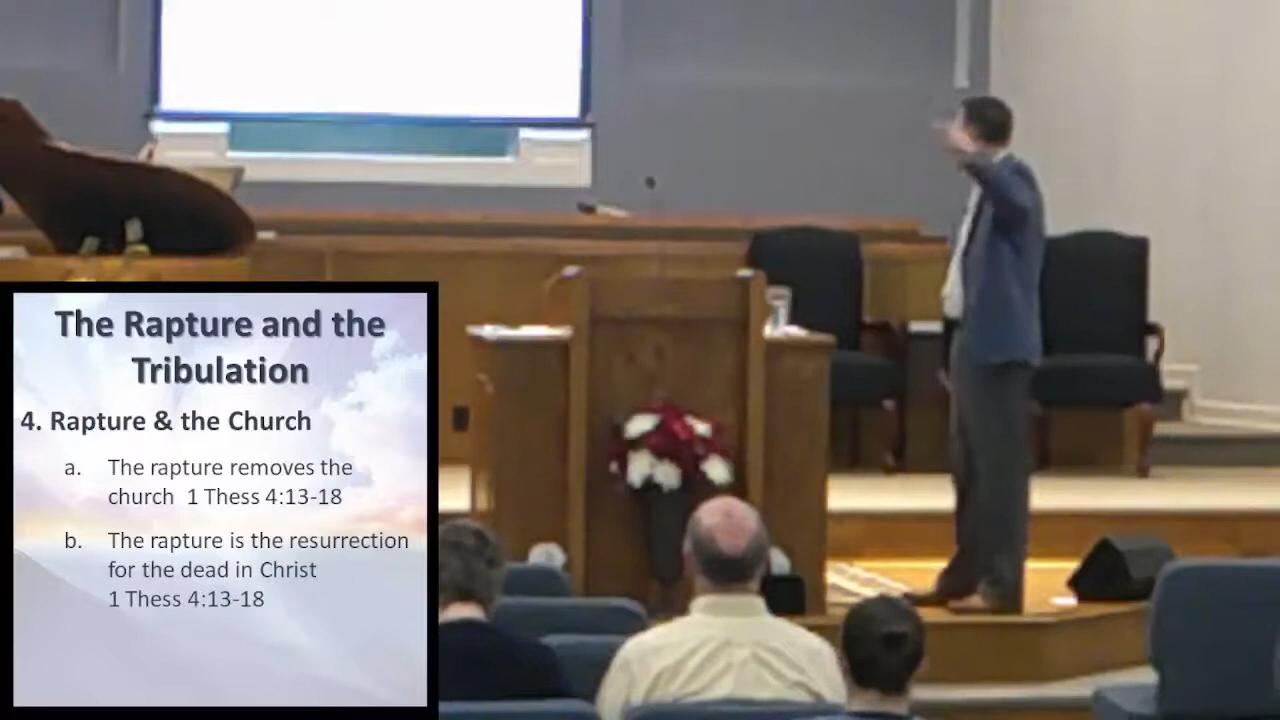 The Rapture and the
Tribulation
4. Rapture & the Church
a. The rapture removes the
church 1 Thess 4:13-18
b. The rapture is the resurrection
for the dead in Christ
1 Thess 4:13-18